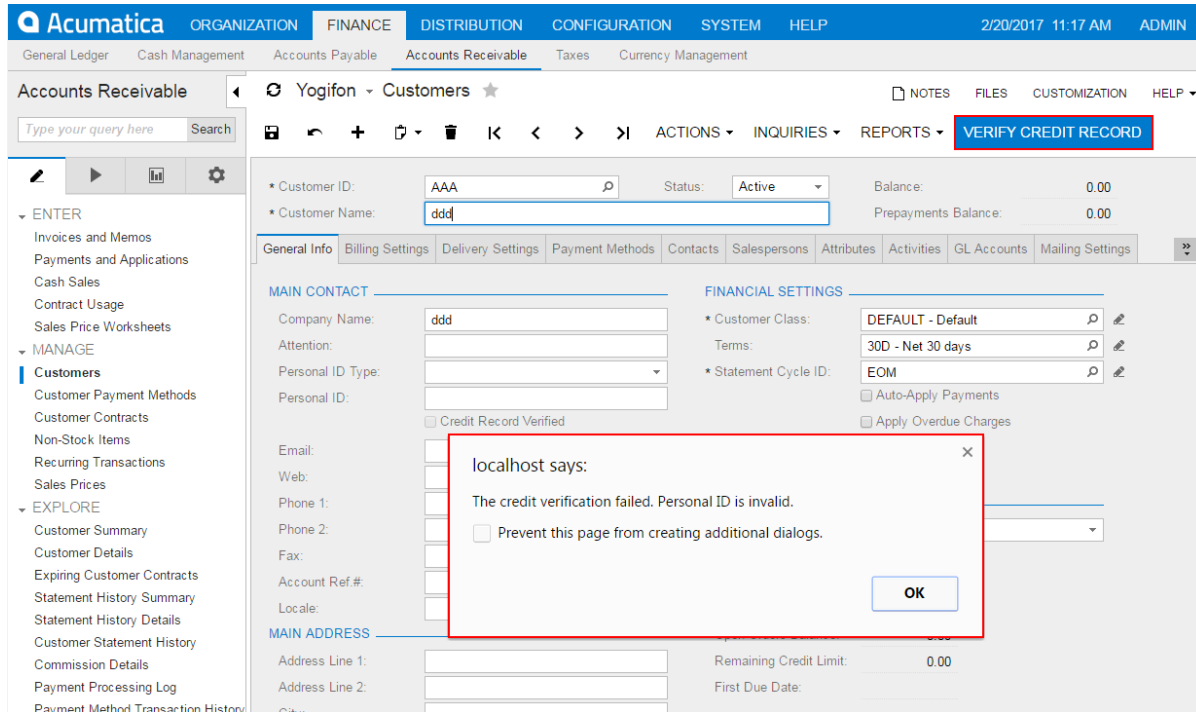 Acumatica ORGANIZATION FINANCE DISTRIBUTION CONFIGURATION SYSTEM HELP 2/20/2017 11:17 AM ADMIN
General Ledger Cash Management Accounts Payable Accounts Receivable Taxes Currency Management
Accounts Receivable
Type your query here Search
ENTER
Invoices and Memos
Payments and Applications
Cash Sales
Contract Usage
Sales Price Worksheets
MANAGE
Customers
Customer Payment Methods
Customer Contracts
Non-Stock Items
Recurring Transactions
Sales Prices
EXPLORE
Customer Summary
Customer Details
Expiring Customer Contracts
Statement History Summary
Statement History Details
Customer Statement History
Commission Details
Payment Processing Log
Payment Method Transaction History
Yogifon - Customers NOTES FILES CUSTOMIZATION HELP
ACTIONS INQUIRIES REPORTS VERIFY CREDIT RECORD
* Customer ID: AAA Status: Active Balance: 0.00
* Customer Name: ddd Prepayments Balance: 0.00
General Info Billing Settings Delivery Settings Payment Methods Contacts Salespersons Attributes Activities GL Accounts Mailing Settings
MAIN CONTACT
Company Name: ddd
Attention:
Personal ID Type:
Personal ID:
Credit Record Verified
Email:
Web:
Phone 1:
Phone 2:
Fax:
Account Ref.#:
Locale:
MAIN ADDRESS
Address Line 1:
Address Line 2:
FINANCIAL SETTINGS
* Customer Class: DEFAULT - Default
Terms: 30D - Net 30 days
* Statement Cycle ID: EOM
Auto-Apply Payments
Apply Overdue Charges
localhost says:
The credit verification failed. Personal ID is invalid.
Prevent this page from creating additional dialogs.
OK
Remaining Credit Limit: 0.00
First Due Date: